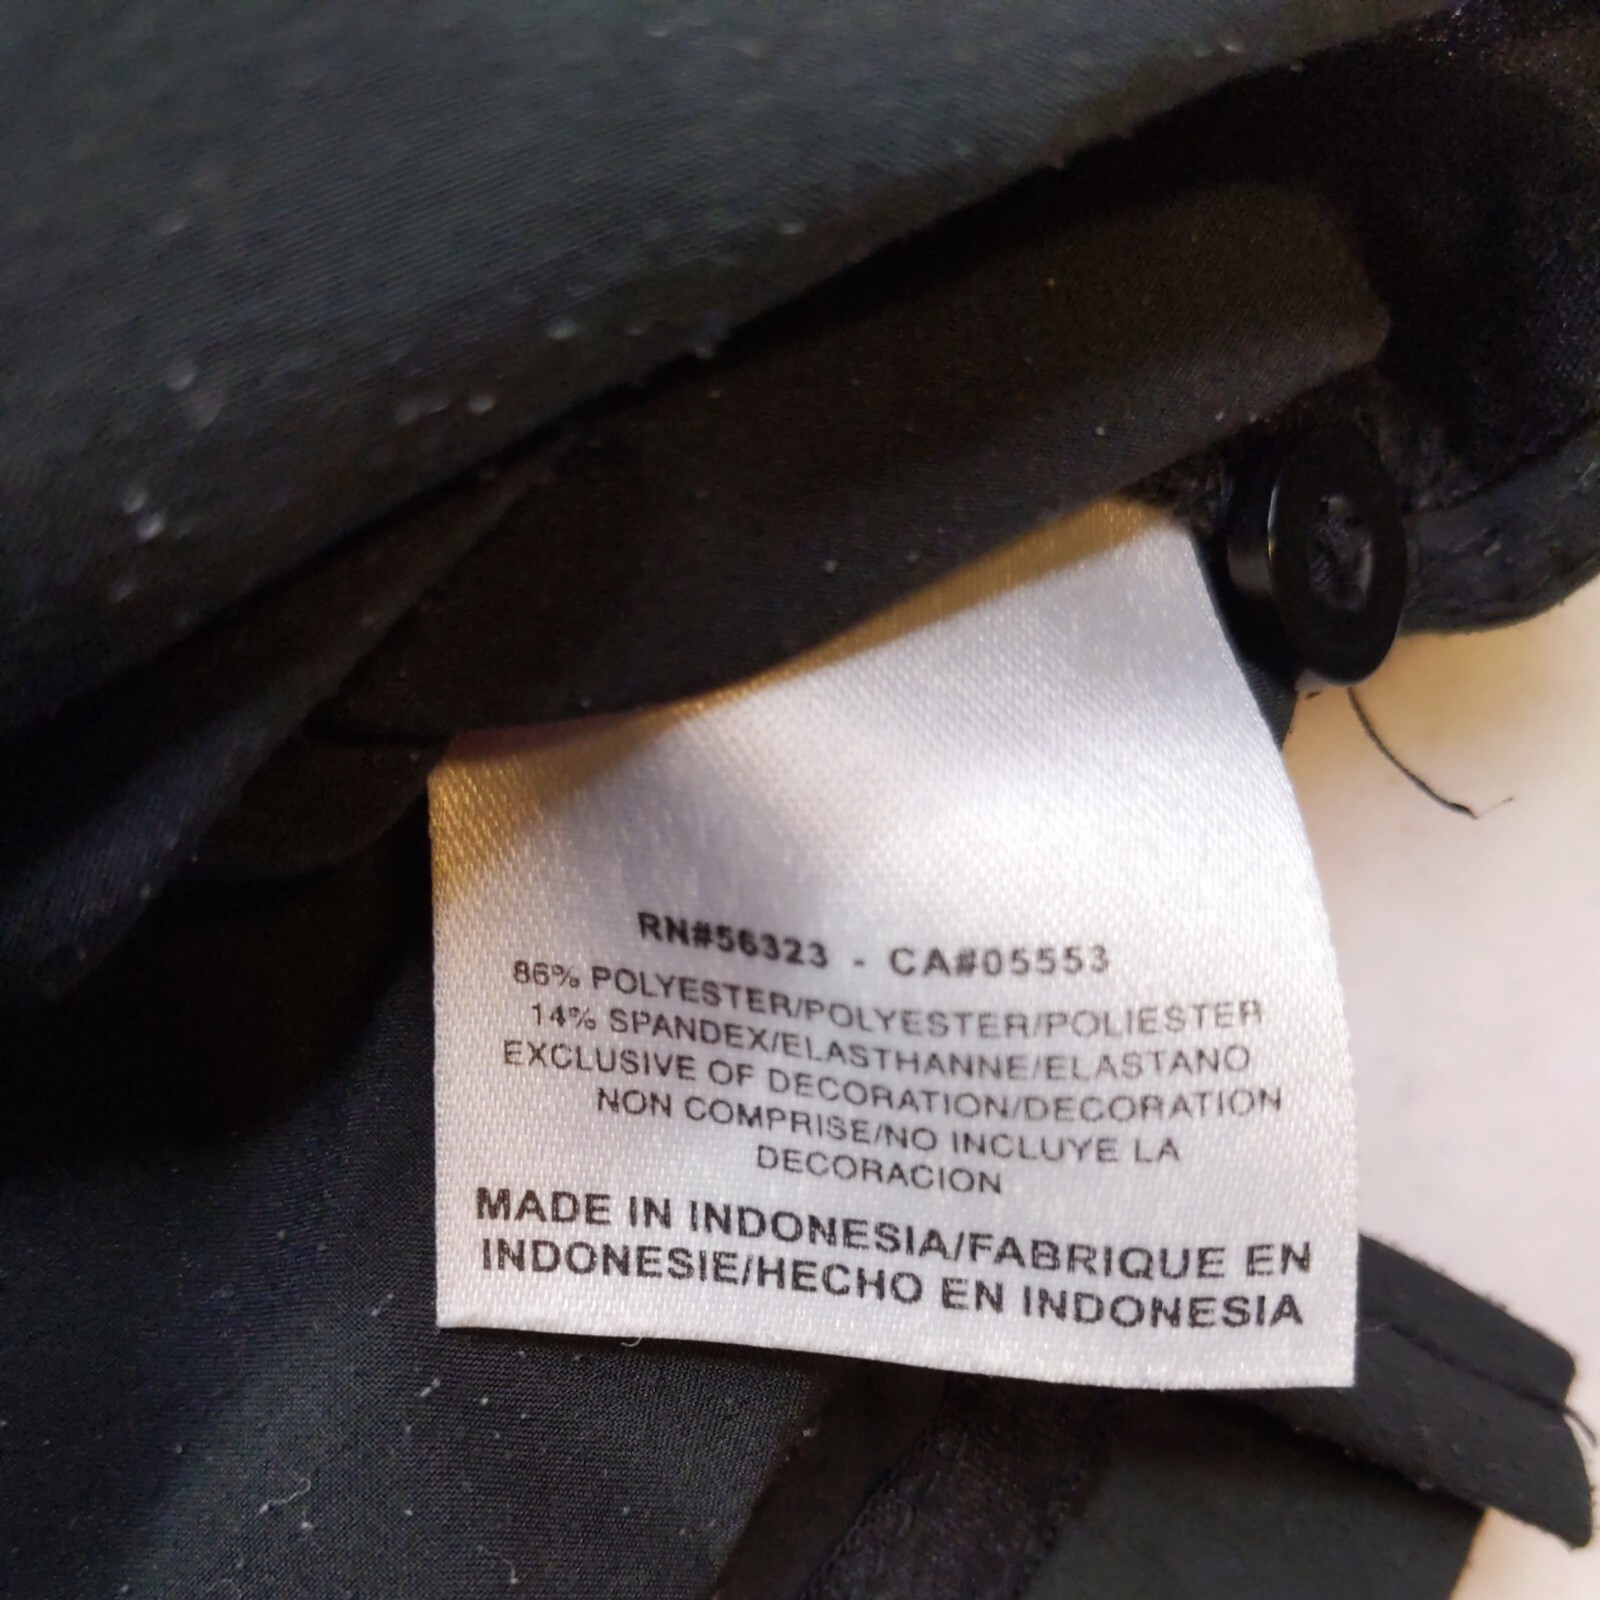 RN#56323 - CA#05553
86% POLYESTER/POLYESTER/POLIESTER
14% SPANDEX/ELASTHANNE/ELASTANO
EXCLUSIVE OF DECORATION/DECORATION
NON COMPRISE/NO INCLUYE LA
DECORACION
MADE IN INDONESIA/FABRIQUE EN
INDONESIE/HECHO EN INDONESIA